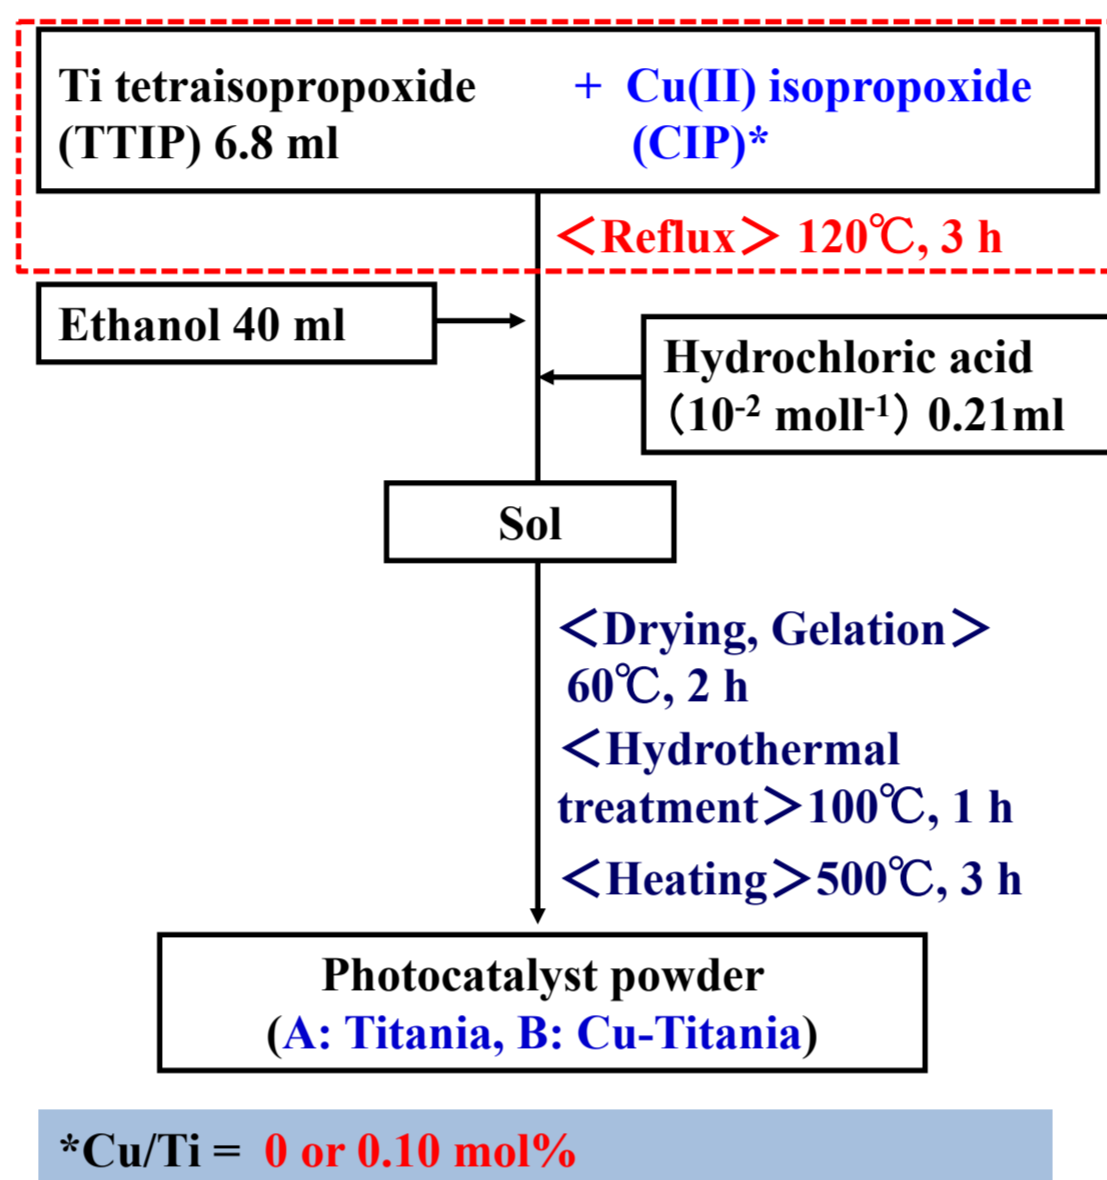 Ti tetraisopropoxide + Cu(II) isopropoxide
(TTIP) 6.8 ml (CIP)*
＜Reflux＞ 120℃, 3 h
Ethanol 40 ml
Hydrochloric acid
（10-2 moll-1）0.21ml
Sol
＜Drying, Gelation＞
60℃, 2 h
＜Hydrothermal
treatment＞100℃, 1 h
＜Heating＞500℃, 3 h
Photocatalyst powder
(A: Titania, B: Cu-Titania)
*Cu/Ti = 0 or 0.10 mol%